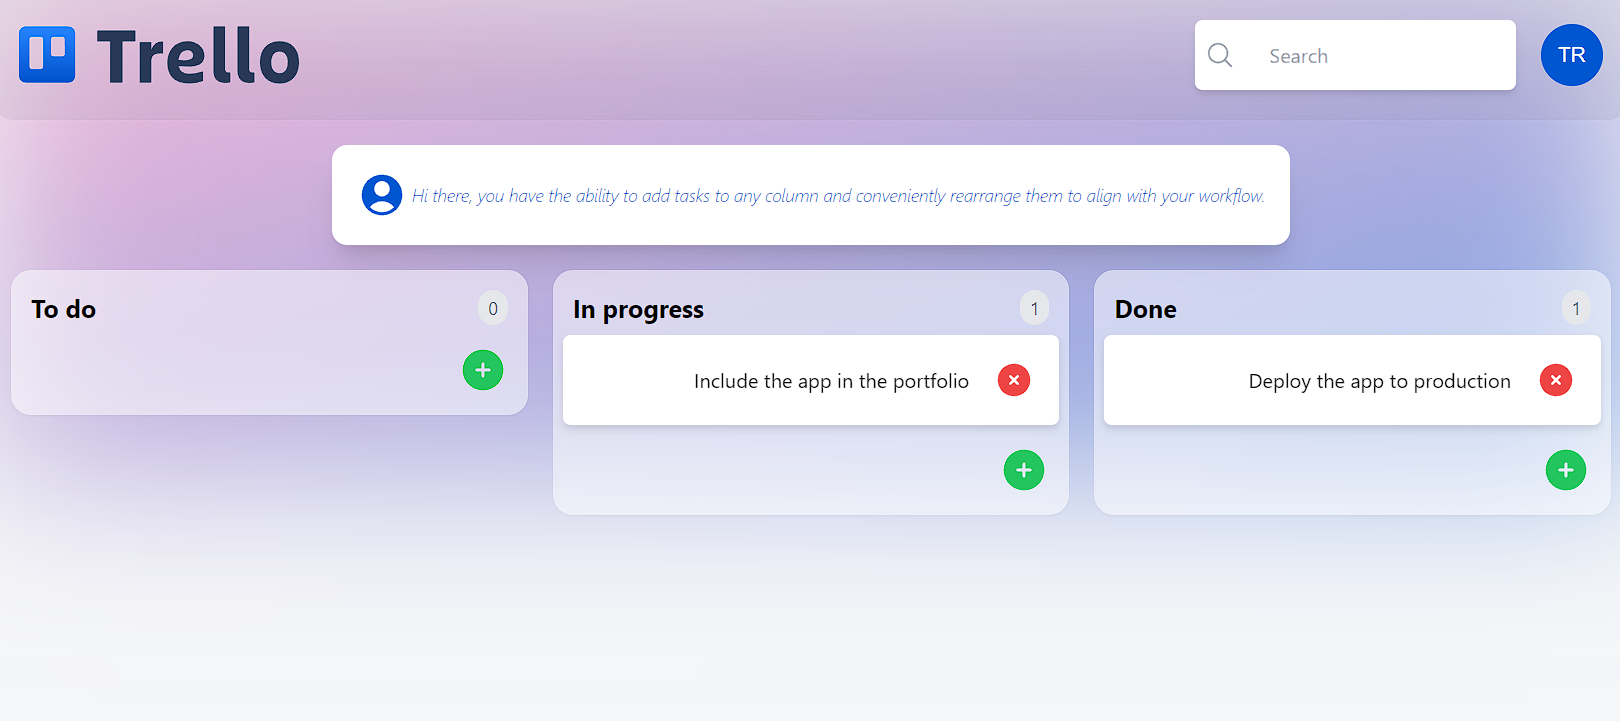 Trello
Search
TR
Hi there, you have the ability to add tasks to any column and conveniently rearrange them to align with your workflow.
To do
0
In progress
1
Done
1
Include the app in the portfolio
Deploy the app to production